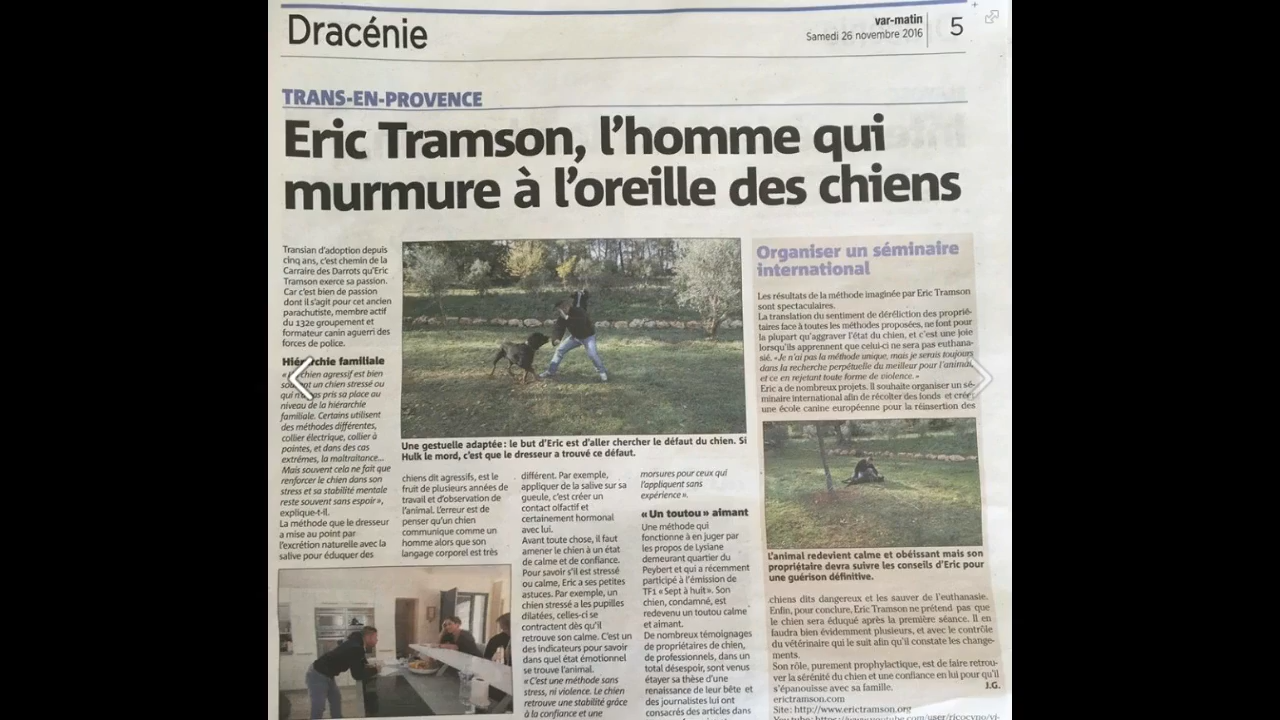 Dracénie
var-matin
Samedi 26 novembre 2016
5
TRANS-EN-PROVENCE
Eric Tramson, l'homme qui
murmure à l'oreille des chiens
Transian d'adoption depuis
cinq ans, c'est chemin de la
Carraire des Darrots qu'Eric
Tramson exerce sa passion.
Car c'est bien de passion
dont il s'agit pour cet ancien
parachutiste, membre actif
du 132e groupement et
formateur canin aguerri des
forces de police.
Hiérarchie familiale
« chien agressif est bien
un chien stressé ou
qui pris sa place au
niveau de la hiérarchie
familiale. Certains utilisent
des méthodes différentes,
collier électrique, collier à
pointes, et dans des cas
extrêmes, la maltraitance...
Mais souvent cela ne fait que
renforcer le chien dans son
stress et sa stabilité mentale
reste souvent sans espoir »,
explique-t-il.
La méthode que le dresseur
a mise au point par
l'excrétion naturelle avec la
salive pour éduquer des
Une gestuelle adaptée : le but d'Eric est d'aller chercher le défaut du chien. Si
Hulk le mord, c'est que le dresseur a trouvé ce défaut.
chiens dit agressifs, est le
fruit de plusieurs années de
travail et d'observation de
l'animal. L'erreur est de
penser qu'un chien
communique comme un
homme alors que son
langage corporel est très
différent. Par exemple,
appliquer de la salive sur sa
gueule, c'est créer un
contact olfactif et
certainement hormonal
avec lui.
Avant toute chose, il faut
amener le chien à un état
de calme et de confiance.
Pour savoir s'il est stressé
ou calme, Eric a ses petites
astuces. Par exemple, un
chien stressé a les pupilles
dilatées, celles-ci se
contractent dès qu'il
retrouve son calme. C'est un
des indicateurs pour savoir
dans quel état émotionnel
se trouve l'animal.
« C'est une méthode sans
stress, ni violence. Le chien
retrouve une stabilité grâce
à la confiance et une
morsures pour ceux qui
l'appliquent sans
expérience ».
« Un toutou » aimant
Une méthode qui
fonctionne à en juger par
les propos de Lysiane
demeurant quartier du
Peybert et qui a récemment
participé à l'émission de
TF1 « Sept à huit ». Son
chien, condamné, est
redevenu un toutou calme
et aimant.
De nombreux témoignages
de propriétaires de chien,
de professionnels, dans un
total désespoir, sont venus
étayer sa thèse d'une
renaissance de leur bête et
des journalistes lui ont
consacrés des articles dans
Organiser un séminaire
international
Les résultats de la méthode imaginée par Eric Tramson
sont spectaculaires.
La translation du sentiment de déréliction des proprié-
taires face à toutes les méthodes proposées, ne font pour
la plupart qu'aggraver l'état du chien, et c'est une joie
lorsqu'ils apprennent que celui-ci ne sera pas euthana-
sié. «Je n'ai pas la méthode unique, mais je serais toujours
dans la recherche perpétuelle du meilleur pour l'animal
et ce en rejetant toute forme de violence. »
Eric a de nombreux projets. Il souhaite organiser un sé-
minaire international afin de récolter des fonds et créer
une école canine européenne pour la réinsertion des
L'animal redevient calme et obéissant mais son
propriétaire devra suivre les conseils d'Eric pour
une guérison définitive.
chiens dits dangereux et les sauver de l'euthanasie.
Enfin, pour conclure, Eric Tramson ne prétend pas que
le chien sera éduqué après la première séance. Il en
faudra bien évidemment plusieurs, et avec le contrôle
du vétérinaire qui le suit afin qu'il constate les change-
ments.
Son rôle, purement prophylactique, est de faire retrou-
ver la sérénité du chien et une confiance en lui pour qu'il
s'épanouisse avec sa famille.
J.G.
erictramson.com
Site: http://www.erictramson.org